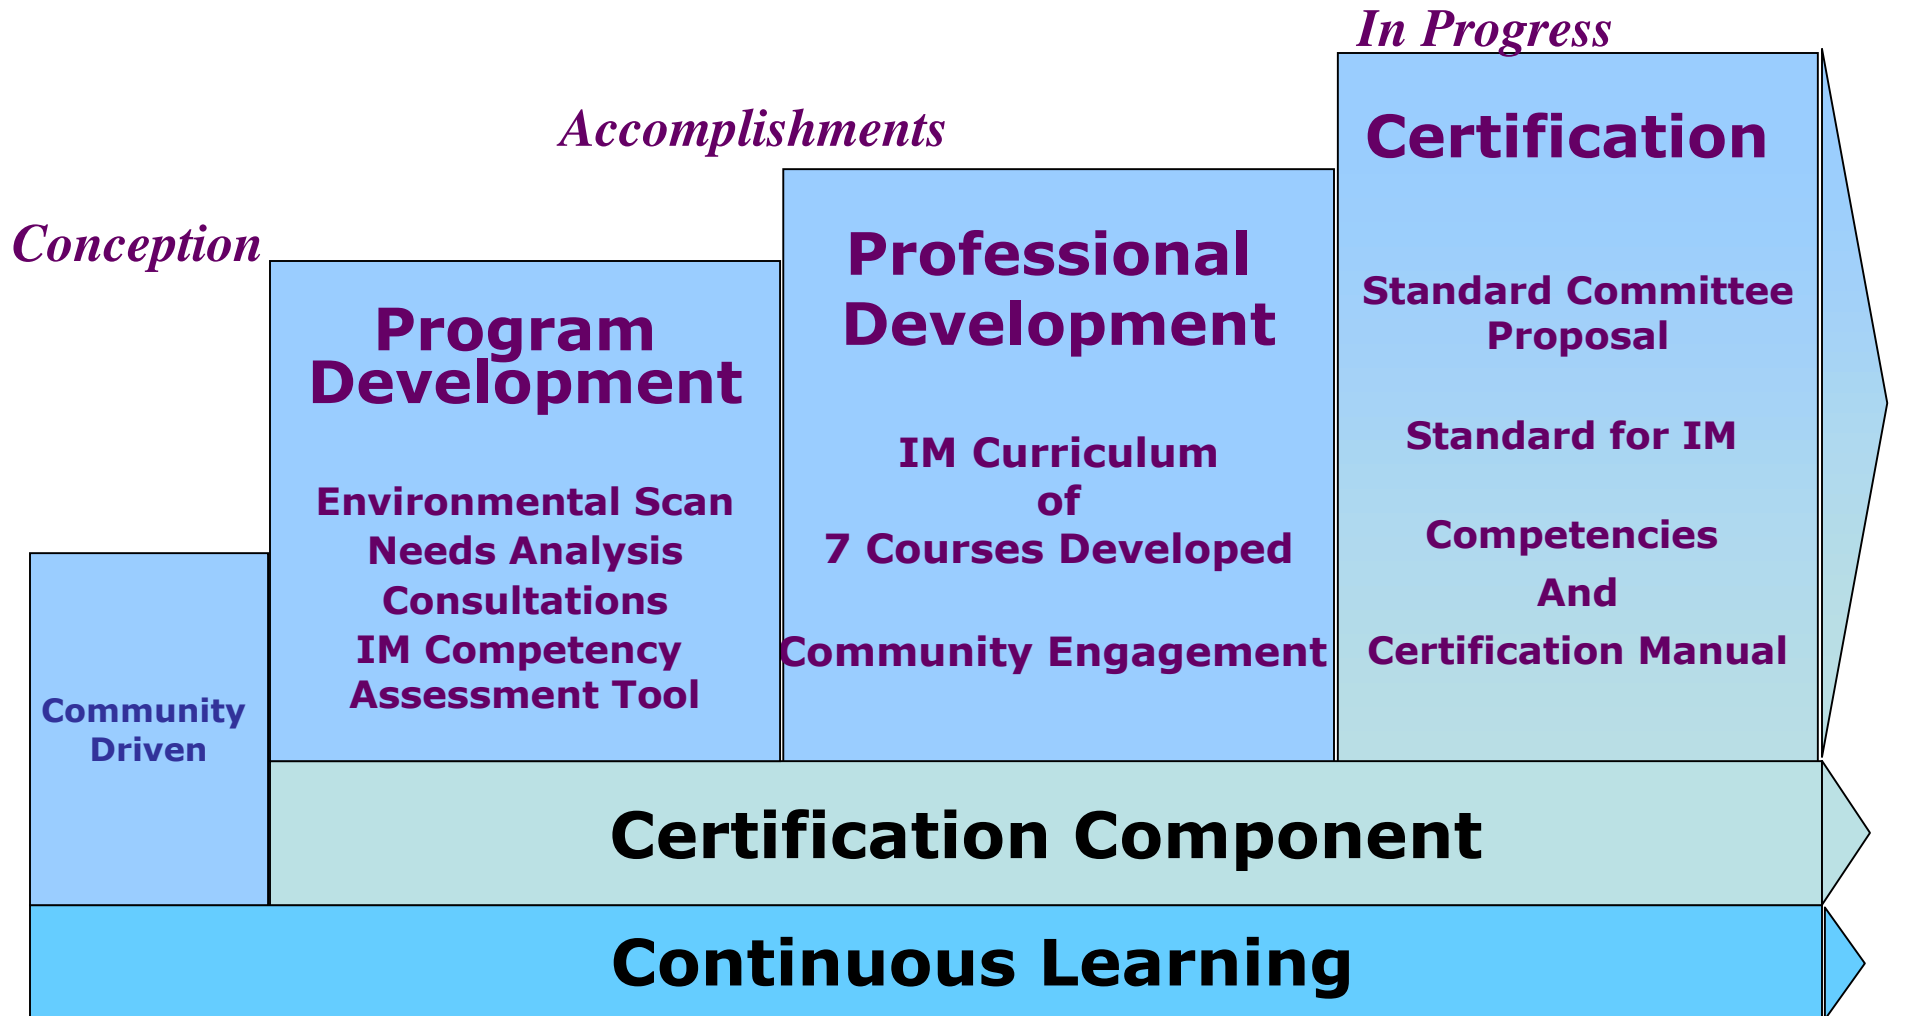 In Progress
Accomplishments
Conception
Community
Driven
Program
Development
Environmental Scan
Needs Analysis
Consultations
IM Competency
Assessment Tool
Professional
Development
IM Curriculum
of
7 Courses Developed
Community Engagement
Certification
Standard Committee
Proposal
Standard for IM
Competencies
And
Certification Manual
Certification Component
Continuous Learning